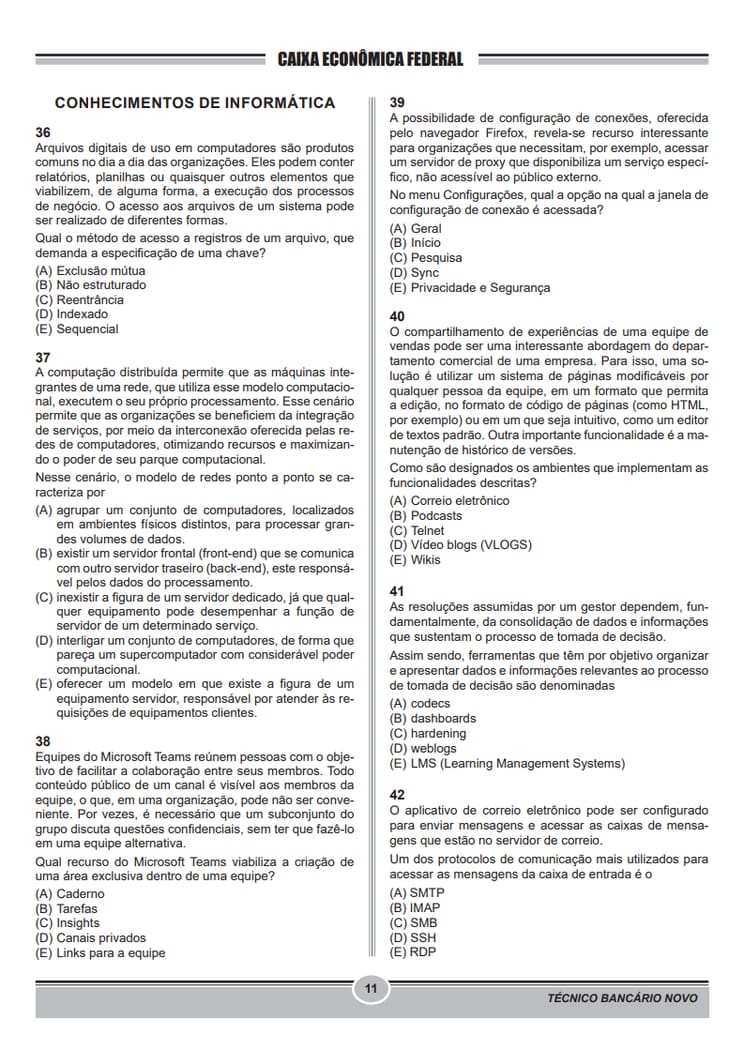 CAIXA ECONÔMICA FEDERAL
CONHECIMENTOS DE INFORMÁTICA
36
Arquivos digitais de uso em computadores são produtos
comuns no dia a dia das organizações. Eles podem conter
relatórios, planilhas ou quaisquer outros elementos que
viabilizem, de alguma forma, a execução dos processos
de negócio. O acesso aos arquivos de um sistema pode
ser realizado de diferentes formas.
Qual o método de acesso a registros de um arquivo, que
demanda a especificação de uma chave?
(A) Exclusão mútua
(B) Não estruturado
(C) Reentrância
(D) Indexado
(E) Sequencial
37
A computação distribuída permite que as máquinas inte-
grantes de uma rede, que utiliza esse modelo computacio-
nal, executem o seu próprio processamento. Esse cenário
permite que as organizações se beneficiem da integração
de serviços, por meio da interconexão oferecida pelas re-
des de computadores, otimizando recursos e maximizan-
do o poder de seu parque computacional.
Nesse cenário, o modelo de redes ponto a ponto se ca-
racteriza por
(A) agrupar um conjunto de computadores, localizados
em ambientes físicos distintos, para processar gran-
des volumes de dados.
(B) existir um servidor frontal (front-end) que se comunica
com outro servidor traseiro (back-end), este responsá-
vel pelos dados do processamento.
(C) inexistir a figura de um servidor dedicado, já que qual-
quer equipamento pode desempenhar a função de
servidor de um determinado serviço.
(D) interligar um conjunto de computadores, de forma que
pareça um supercomputador com considerável poder
computacional.
(E) oferecer um modelo em que existe a figura de um
equipamento servidor, responsável por atender às re-
quisições de equipamentos clientes.
38
Equipes do Microsoft Teams reúnem pessoas com o obje-
tivo de facilitar a colaboração entre seus membros. Todo
conteúdo público de um canal é visível aos membros da
equipe, o que, em uma organização, pode não ser conve-
niente. Por vezes, é necessário que um subconjunto do
grupo discuta questões confidenciais, sem ter que fazê-lo
em uma equipe alternativa.
Qual recurso do Microsoft Teams viabiliza a criação de
uma área exclusiva dentro de uma equipe?
(A) Caderno
(B) Tarefas
(C) Insights
(D) Canais privados
(E) Links para a equipe
39
A possibilidade de configuração de conexões, oferecida
pelo navegador Firefox, revela-se recurso interessante
para organizações que necessitam, por exemplo, acessar
um servidor de proxy que disponibiliza um serviço especí-
fico, não acessível ao público externo.
No menu Configurações, qual a opção na qual a janela de
configuração de conexão é acessada?
(A) Geral
(B) Início
(C) Pesquisa
(D) Sync
(E) Privacidade e Segurança
40
O compartilhamento de experiências de uma equipe de
vendas pode ser uma interessante abordagem do depar-
tamento comercial de uma empresa. Para isso, uma so-
lução é utilizar um sistema de páginas modificáveis por
qualquer pessoa da equipe, em um formato que permita
a edição, no formato de código de páginas (como HTML,
por exemplo) ou em um que seja intuitivo, como um editor
de textos padrão. Outra importante funcionalidade é a ma-
nutenção de histórico de versões.
Como são designados os ambientes que implementam as
funcionalidades descritas?
(A) Correio eletrônico
(B) Podcasts
(C) Telnet
(D) Vídeo blogs (VLOGS)
(E) Wikis
41
As resoluções assumidas por um gestor dependem, fun-
damentalmente, da consolidação de dados e informações
que sustentam o processo de tomada de decisão.
Assim sendo, ferramentas que têm por objetivo organizar
e apresentar dados e informações relevantes ao processo
de tomada de decisão são denominadas
(A) codecs
(B) dashboards
(C) hardening
(D) weblogs
(E) LMS (Learning Management Systems)
42
O aplicativo de correio eletrônico pode ser configurado
para enviar mensagens e acessar as caixas de mensa-
gens que estão no servidor de correio.
Um dos protocolos de comunicação mais utilizados para
acessar as mensagens da caixa de entrada é o
(A) SMTP
(B) IMAP
(C) SMB
(D) SSH
(E) RDP
11
TÉCNICO BANCÁRIO NOVO